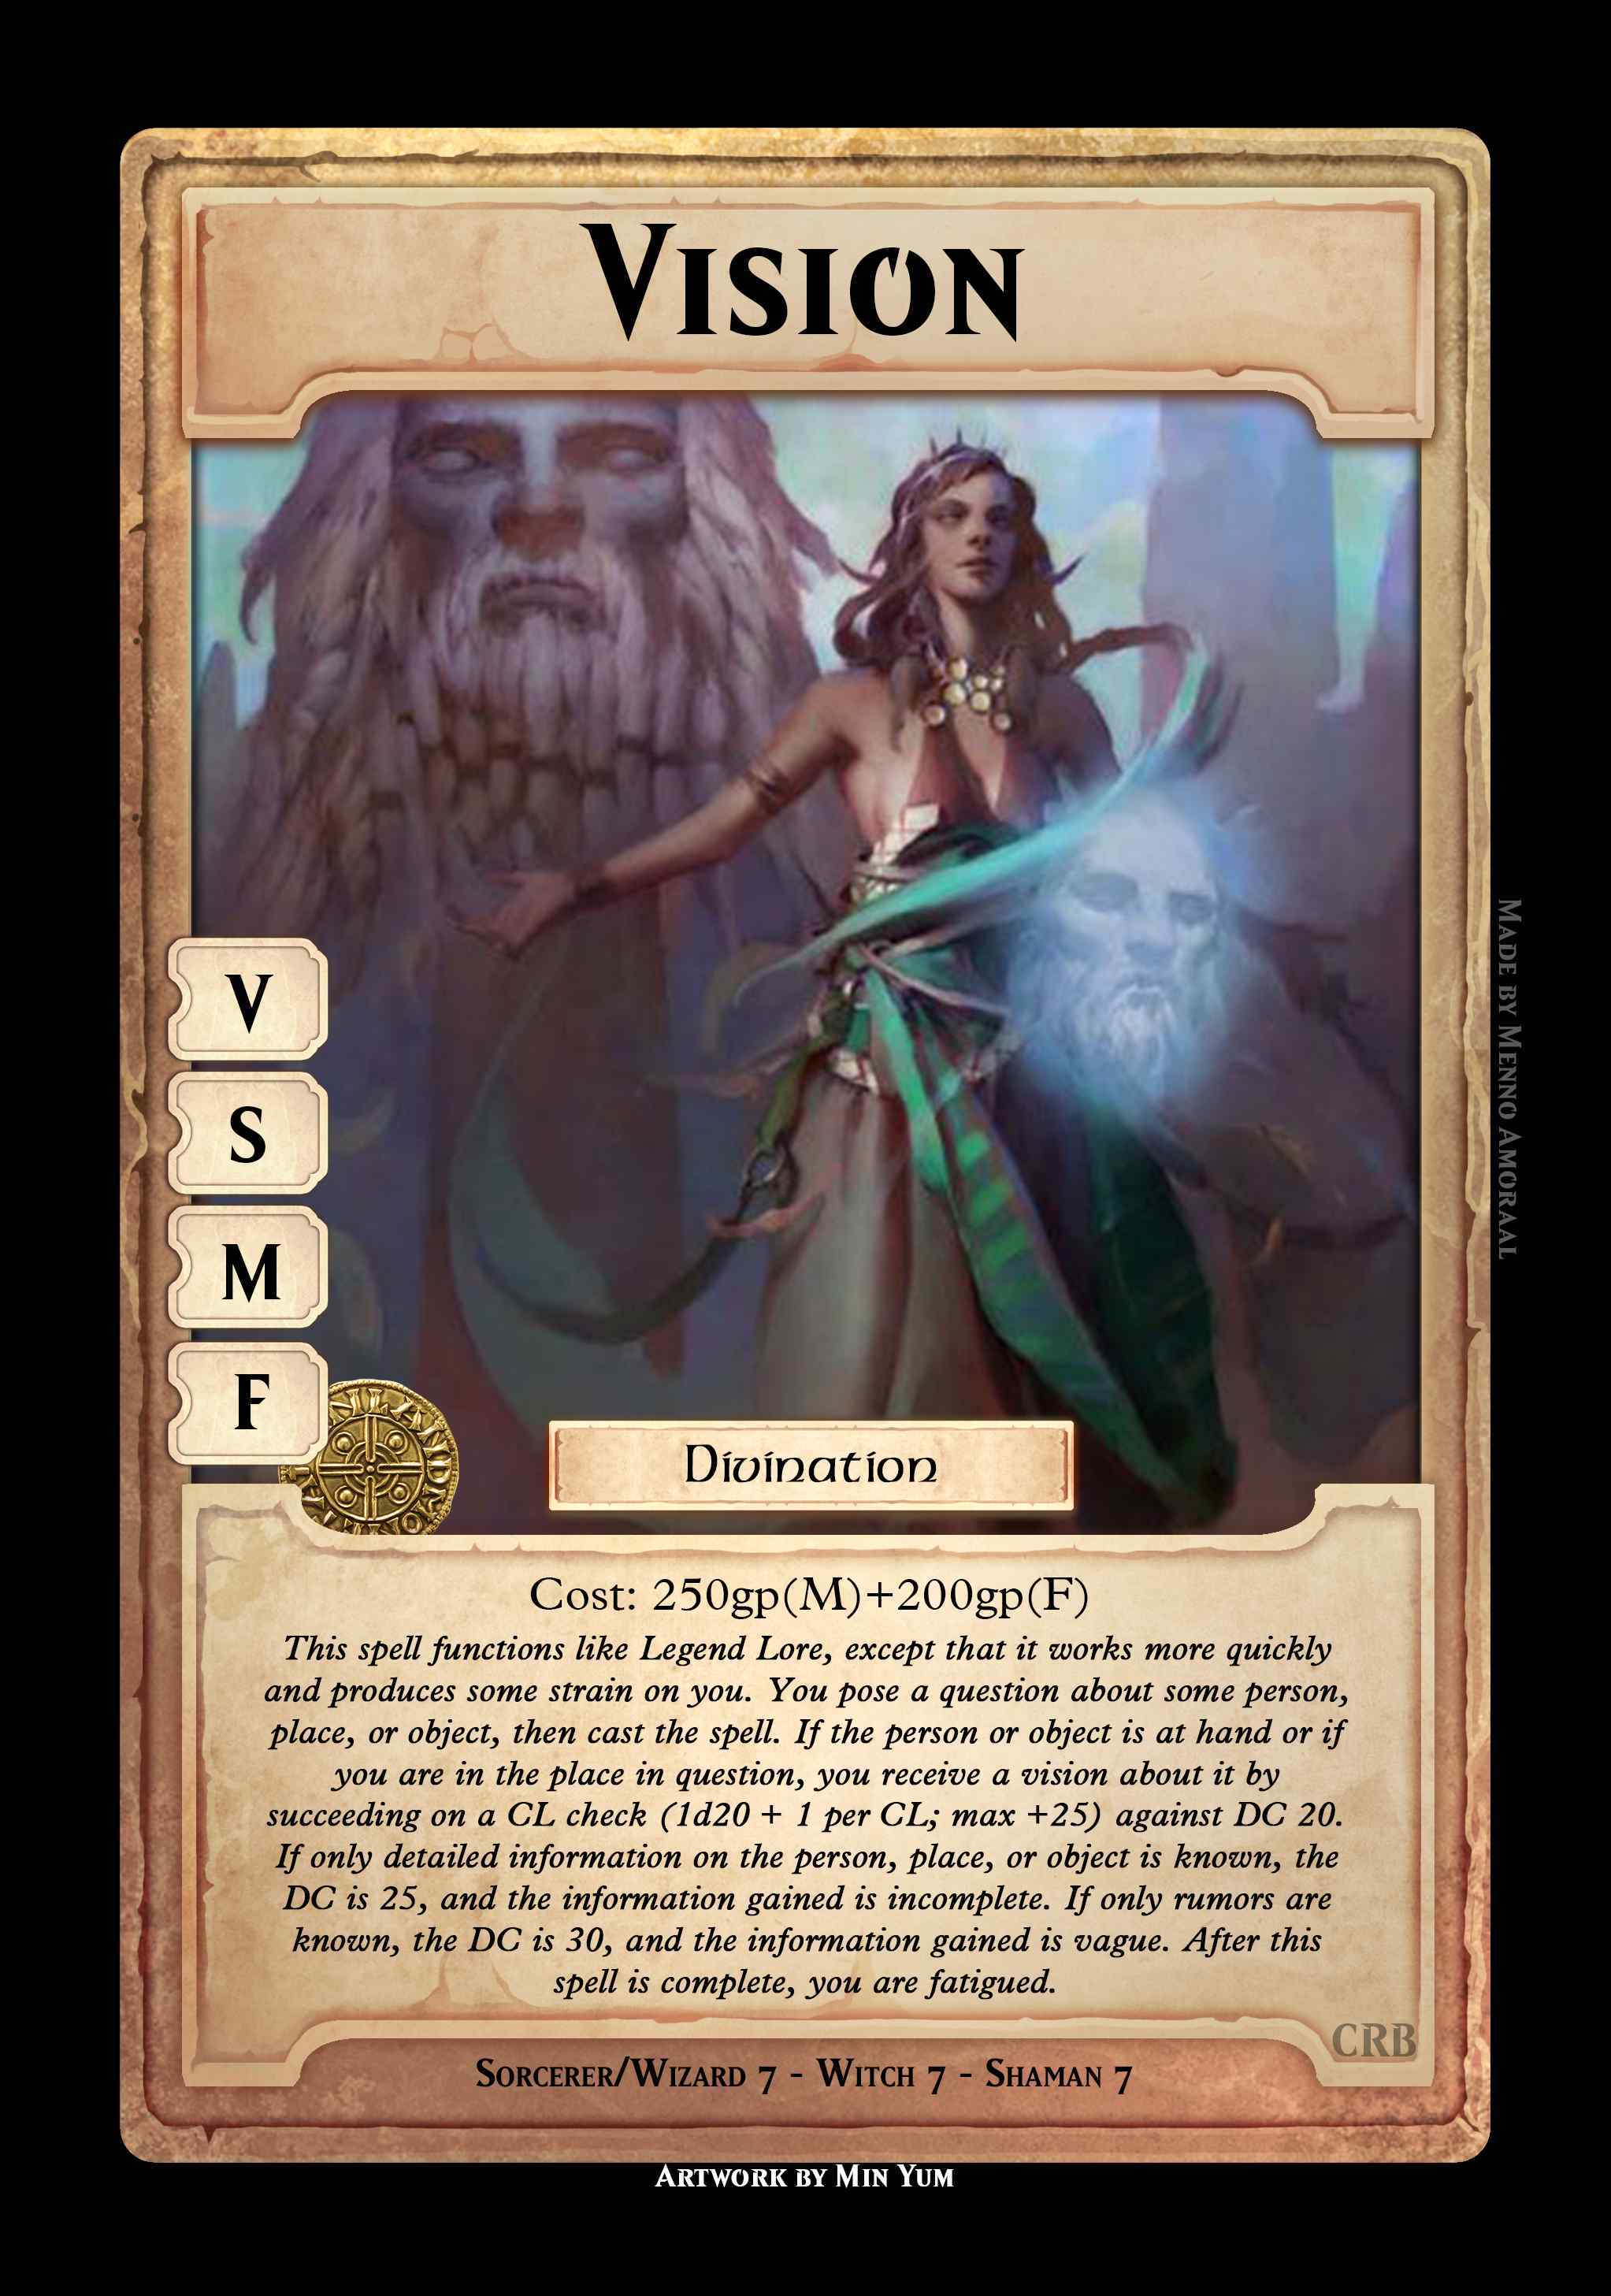 Vision
V
S
M
F
Divination
Cost: 250gp(M)+200gp(F)
This spell functions like Legend Lore, except that it works more quickly
and produces some strain on you. You pose a question about some person,
place, or object, then cast the spell. If the person or object is at hand or if
you are in the place in question, you receive a vision about it by
succeeding on a CL check (1d20 + 1 per CL; max +25) against DC 20.
If only detailed information on the person, place, or object is known, the
DC is 25, and the information gained is incomplete. If only rumors are
known, the DC is 30, and the information gained is vague. After this
spell is complete, you are fatigued.
CRB
Sorcerer/Wizard 7 - Witch 7 - Shaman 7
Artwork by Min Yum
Made by Menno Amoraal